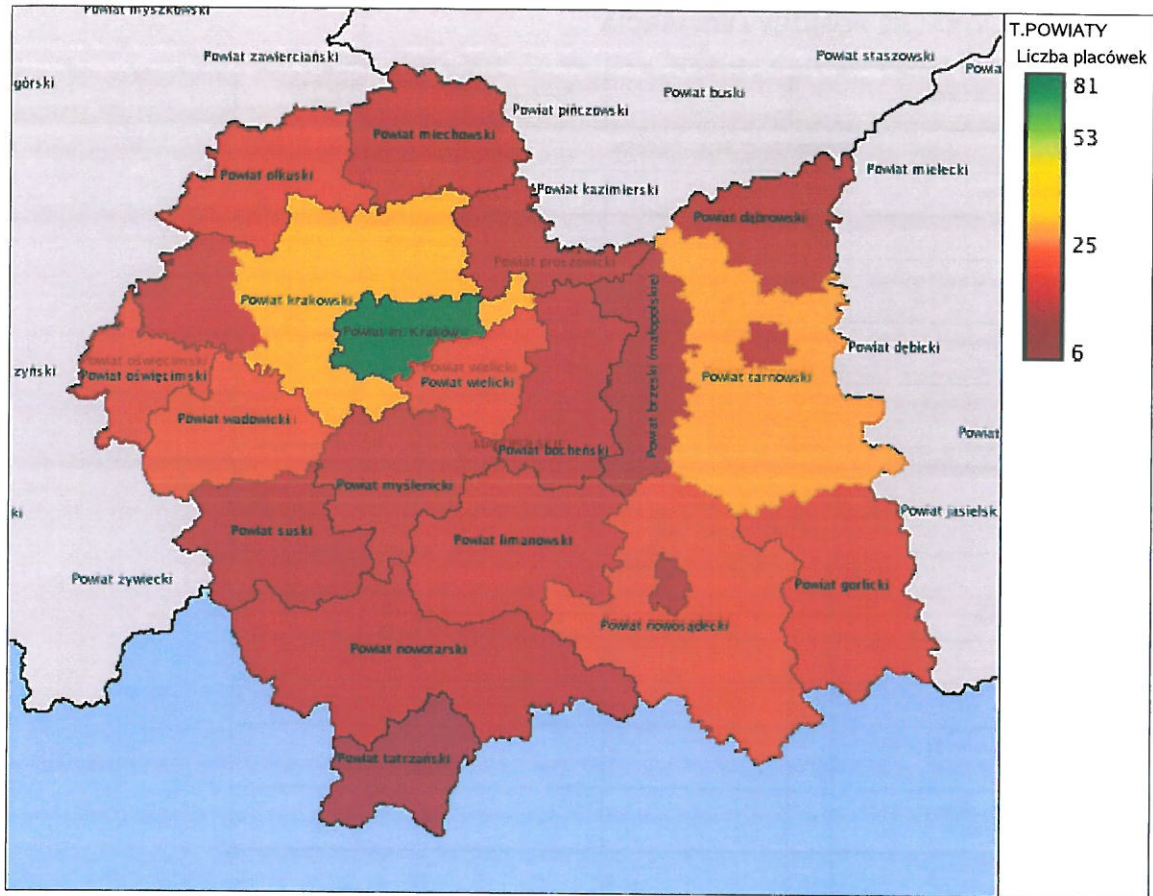 Powiat myszkowski
T.POWIATY
Powiat zawierciański
Powiat staszowski
Liczba placówek
Powia
górski
81
Powiat buski
Powiat pińczowski
Powiat miechowski
53
Powiat olkuski
Powiat mielecki
Powiat kazimierski
Powiat dąbrowski
25
Powiat proszowicki
Powiat krakowski
Powiat m. Kraków
Powiat brzeski (małopolskie)
Powiat dębicki
6
Powiat oświęcimski
Powiat wielicki
zyński
Powiat oświęcimski
Powiat wielicki
Powiat tarnowski
Powiat wadowicki
Powiat
Powiat bocheński
Powiat myślenicki
ki
Powiat jasielsk
Powiat suski
Powiat limanowski
Powiat żywiecki
Powiat gorlicki
Powiat nowosądecki
Powiat nowotarski
Powiat tatrzański